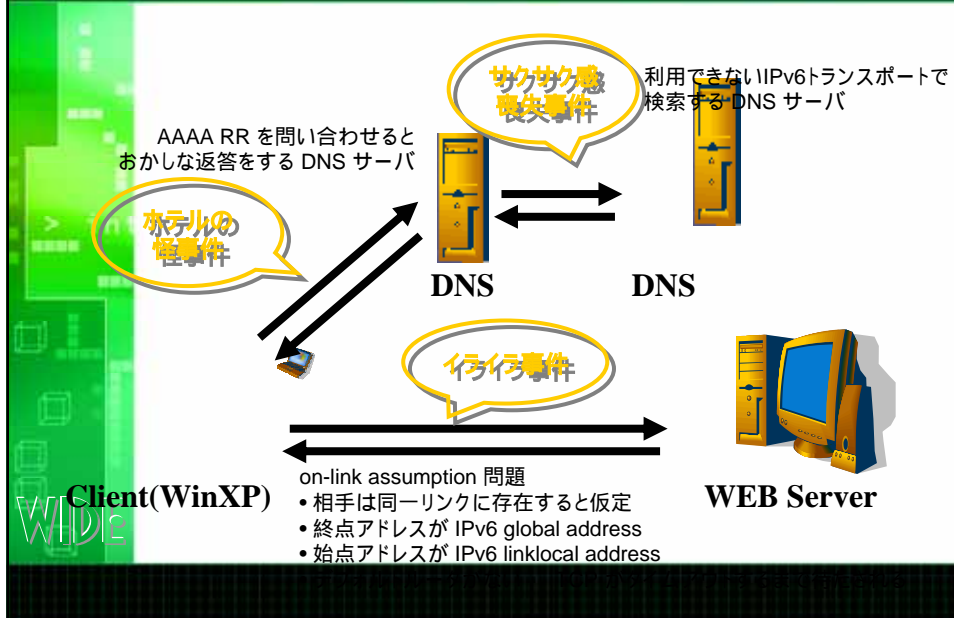 サクサク感
喪失事件
利用できないIPv6トランスポートで
検索する DNS サーバ
AAAA RR を問い合わせると
おかしな返答をする DNS サーバ
ホテルの
怪事件
DNS
DNS
イライラ事件
Client(WinXP)
WEB Server
on-link assumption 問題
• 相手は同一リンクに存在すると仮定
• 終点アドレスが IPv6 global address
• 始点アドレスが IPv6 linklocal address
WIDE